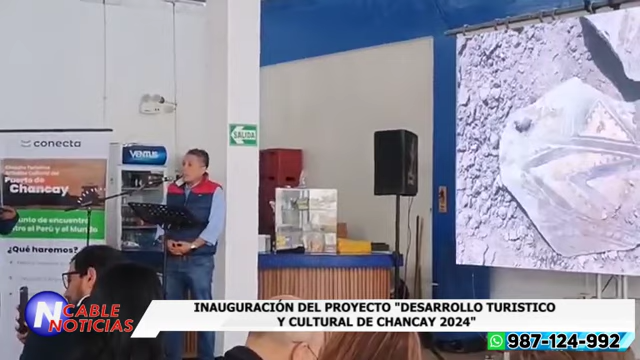 conecta
Puerto de
Chancay
Punto de encuentro
entre el Perú y el Mundo
¿Qué haremos?
VENTUS
SALIDA
N CABLE
NOTICIAS
INAUGURACIÓN DEL PROYECTO "DESARROLLO TURISTICO
Y CULTURAL DE CHANCAY 2024"
987-124-992